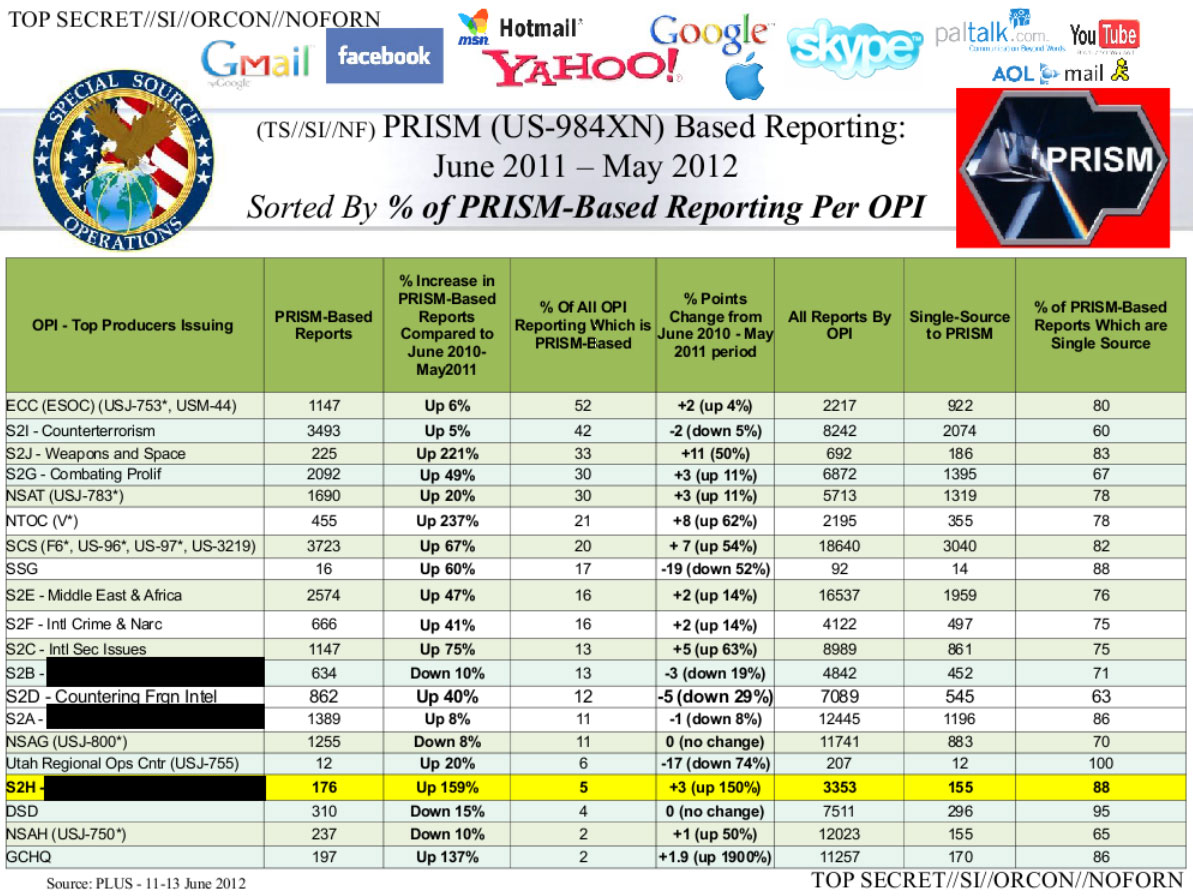 TOP SECRET//SI//ORCON//NOFORN
Gmail
by Google
facebook
msn
Hotmail
YAHOO!
Google
skype
paltalk.com
Communication Beyond Words
YouTube
AOL mail
SPECIAL SOURCE
OPERATIONS
(TS//SI//NF) PRISM (US-984XN) Based Reporting:
June 2011 – May 2012
Sorted By % of PRISM-Based Reporting Per OPI
PRISM
OPI - Top Producers Issuing | PRISM-Based Reports | % Increase in PRISM-Based Reports Compared to June 2010-May2011 | % Of All OPI Reporting Which is PRISM-Based | % Points Change from June 2010 - May 2011 period | All Reports By OPI | Single-Source to PRISM | % of PRISM-Based Reports Which are Single Source
ECC (ESOC) (USJ-753*, USM-44) 1147 Up 6% 52 +2 (up 4%) 2217 922 80
S2I - Counterterrorism 3493 Up 5% 42 -2 (down 5%) 8242 2074 60
S2J - Weapons and Space 225 Up 221% 33 +11 (50%) 692 186 83
S2G - Combating Prolif 2092 Up 49% 30 +3 (up 11%) 6872 1395 67
NSAT (USJ-783*) 1690 Up 20% 30 +3 (up 11%) 5713 1319 78
NTOC (V*) 455 Up 237% 21 +8 (up 62%) 2195 355 78
SCS (F6*, US-96*, US-97*, US-3219) 3723 Up 67% 20 + 7 (up 54%) 18640 3040 82
SSG 16 Up 60% 17 -19 (down 52%) 92 14 88
S2E - Middle East & Africa 2574 Up 47% 16 +2 (up 14%) 16537 1959 76
S2F - Intl Crime & Narc 666 Up 41% 16 +2 (up 14%) 4122 497 75
S2C - Intl Sec Issues 1147 Up 75% 13 +5 (up 63%) 8989 861 75
S2B - 634 Down 10% 13 -3 (down 19%) 4842 452 71
S2D - Countering Frgn Intel 862 Up 40% 12 -5 (down 29%) 7089 545 63
S2A - 1389 Up 8% 11 -1 (down 8%) 12445 1196 86
NSAG (USJ-800*) 1255 Down 8% 11 0 (no change) 11741 883 70
Utah Regional Ops Cntr (USJ-755) 12 Up 20% 6 -17 (down 74%) 207 12 100
S2H - 176 Up 159% 5 +3 (up 150%) 3353 155 88
DSD 310 Down 15% 4 0 (no change) 7511 296 95
NSAH (USJ-750*) 237 Down 10% 2 +1 (up 50%) 12023 155 65
GCHQ 197 Up 137% 2 +1.9 (up 1900%) 11257 170 86
Source: PLUS - 11-13 June 2012
TOP SECRET//SI//ORCON//NOFORN